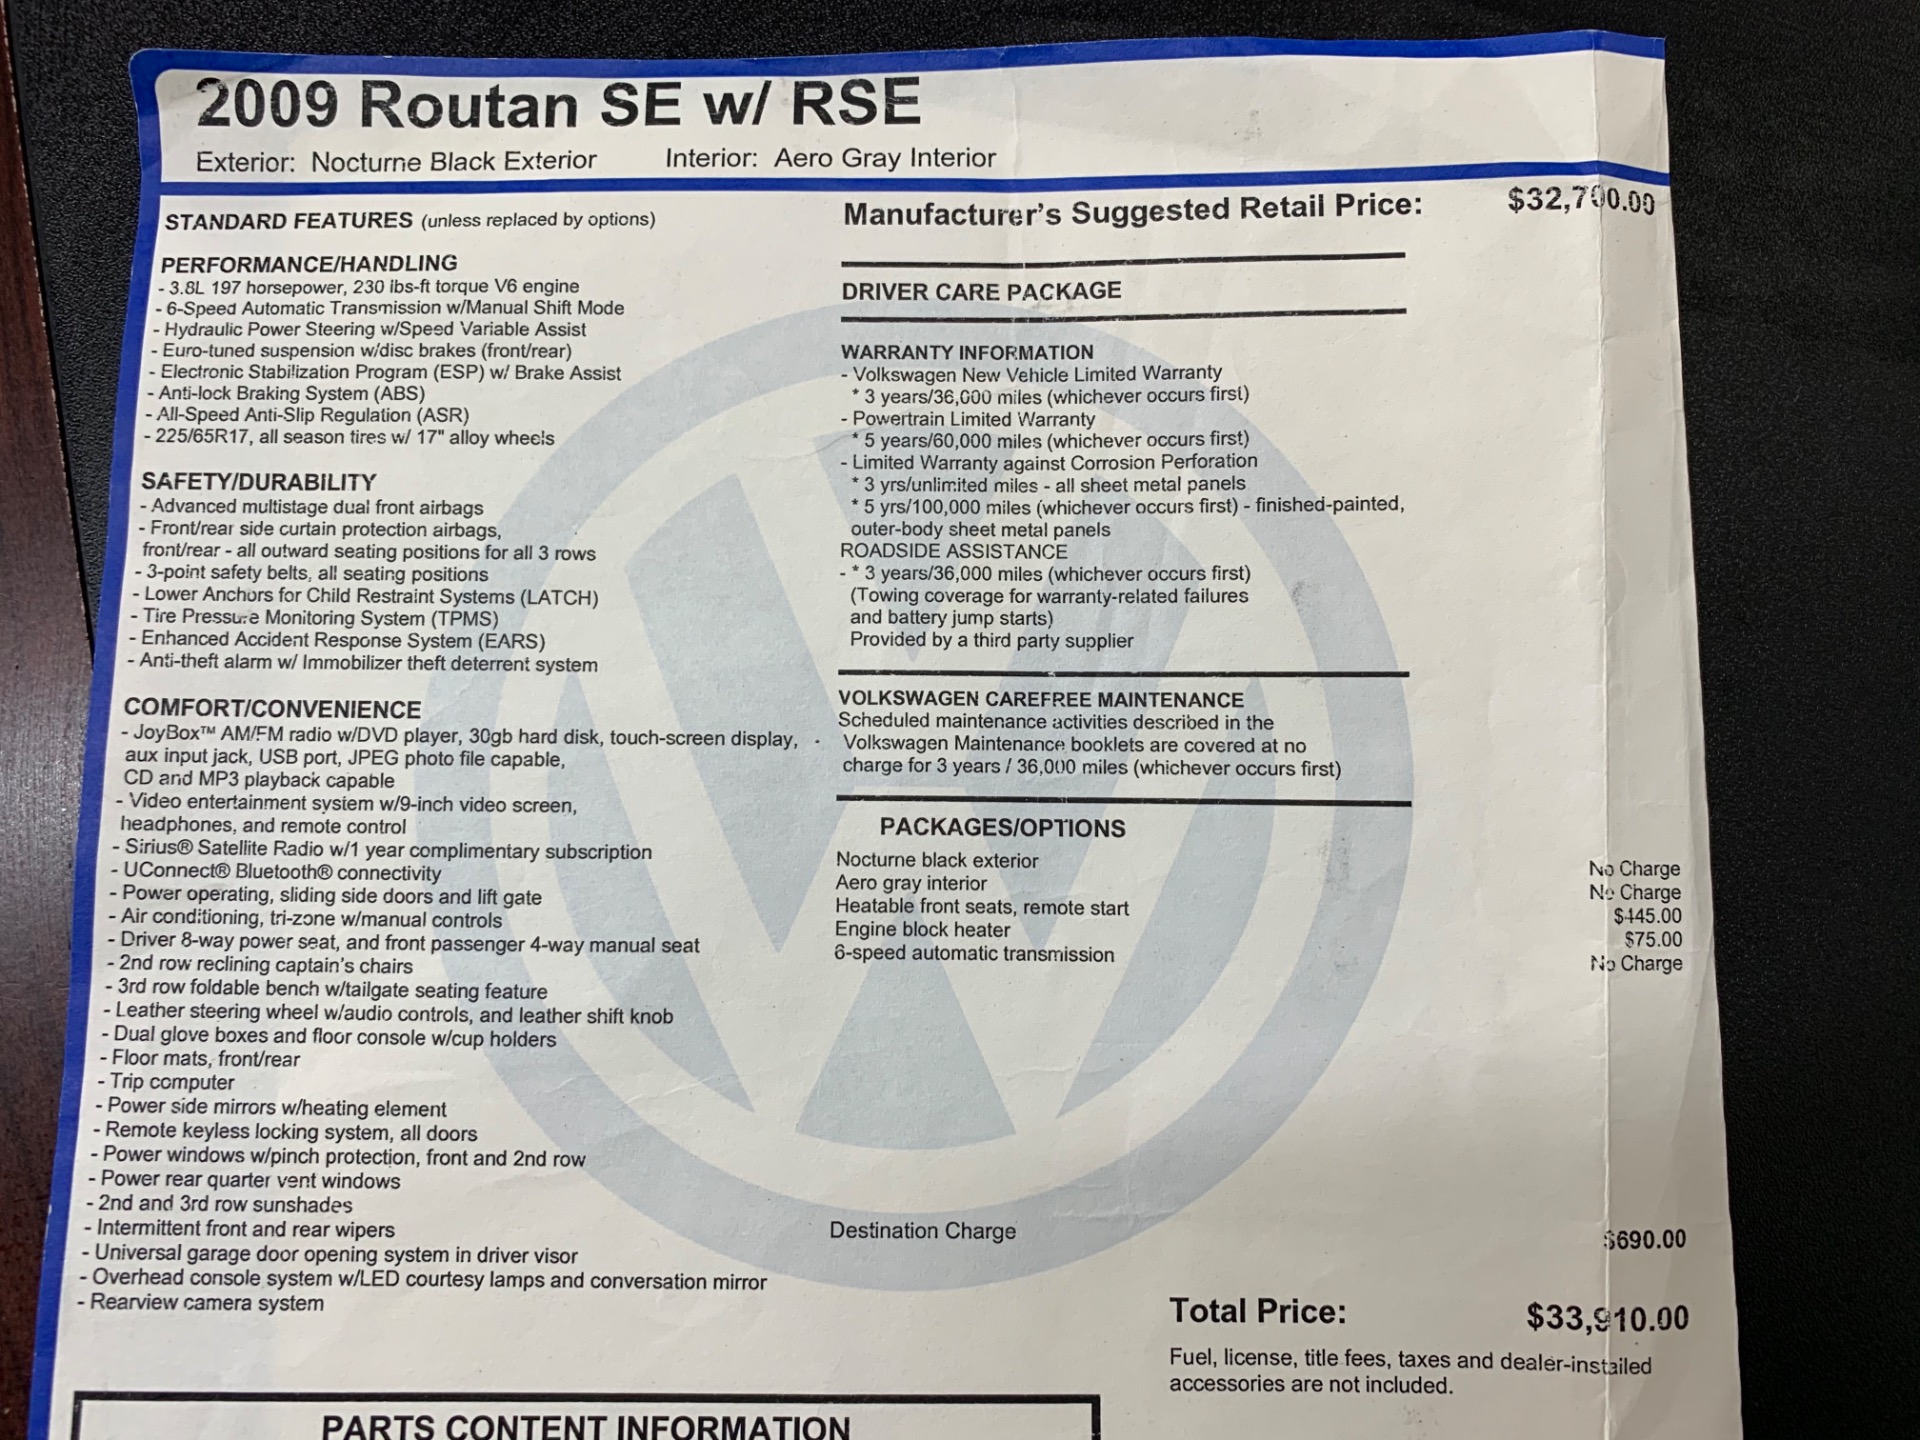 2009 Routan SE w/ RSE
Exterior: Nocturne Black Exterior Interior: Aero Gray Interior
STANDARD FEATURES (unless replaced by options)
PERFORMANCE/HANDLING
- 3.8L 197 horsepower, 230 lbs-ft torque V6 engine
- 6-Speed Automatic Transmission w/Manual Shift Mode
- Hydraulic Power Steering w/Speed Variable Assist
- Euro-tuned suspension w/disc brakes (front/rear)
- Electronic Stabilization Program (ESP) w/ Brake Assist
- Anti-lock Braking System (ABS)
- All-Speed Anti-Slip Regulation (ASR)
- 225/65R17, all season tires w/ 17" alloy wheels
SAFETY/DURABILITY
- Advanced multistage dual front airbags
- Front/rear side curtain protection airbags,
front/rear - all outward seating positions for all 3 rows
- 3-point safety belts, all seating positions
- Lower Anchors for Child Restraint Systems (LATCH)
- Tire Pressure Monitoring System (TPMS)
- Enhanced Accident Response System (EARS)
- Anti-theft alarm w/ Immobilizer theft deterrent system
COMFORT/CONVENIENCE
- JoyBox™ AM/FM radio w/DVD player, 30gb hard disk, touch-screen display,
aux input jack, USB port, JPEG photo file capable,
CD and MP3 playback capable
- Video entertainment system w/9-inch video screen,
headphones, and remote control
- Sirius® Satellite Radio w/1 year complimentary subscription
- UConnect® Bluetooth® connectivity
- Power operating, sliding side doors and lift gate
- Air conditioning, tri-zone w/manual controls
- Driver 8-way power seat, and front passenger 4-way manual seat
- 2nd row reclining captain's chairs
- 3rd row foldable bench w/tailgate seating feature
- Leather steering wheel w/audio controls, and leather shift knob
- Dual glove boxes and floor console w/cup holders
- Floor mats, front/rear
- Trip computer
- Power side mirrors w/heating element
- Remote keyless locking system, all doors
- Power windows w/pinch protection, front and 2nd row
- Power rear quarter vent windows
- 2nd and 3rd row sunshades
- Intermittent front and rear wipers
- Universal garage door opening system in driver visor
- Overhead console system w/LED courtesy lamps and conversation mirror
- Rearview camera system
PARTS CONTENT INFORMATION
Manufacturer's Suggested Retail Price: $32,700.00
DRIVER CARE PACKAGE
WARRANTY INFORMATION
- Volkswagen New Vehicle Limited Warranty
* 3 years/36,000 miles (whichever occurs first)
- Powertrain Limited Warranty
* 5 years/60,000 miles (whichever occurs first)
- Limited Warranty against Corrosion Perforation
* 3 yrs/unlimited miles - all sheet metal panels
* 5 yrs/100,000 miles (whichever occurs first) - finished-painted,
outer-body sheet metal panels
ROADSIDE ASSISTANCE
- * 3 years/36,000 miles (whichever occurs first)
(Towing coverage for warranty-related failures
and battery jump starts)
Provided by a third party supplier
VOLKSWAGEN CAREFREE MAINTENANCE
Scheduled maintenance activities described in the
Volkswagen Maintenance booklets are covered at no
charge for 3 years / 36,000 miles (whichever occurs first)
PACKAGES/OPTIONS
Nocturne black exterior No Charge
Aero gray interior No Charge
Heatable front seats, remote start $445.00
Engine block heater $75.00
6-speed automatic transmission No Charge
Destination Charge $690.00
Total Price: $33,910.00
Fuel, license, title fees, taxes and dealer-installed
accessories are not included.